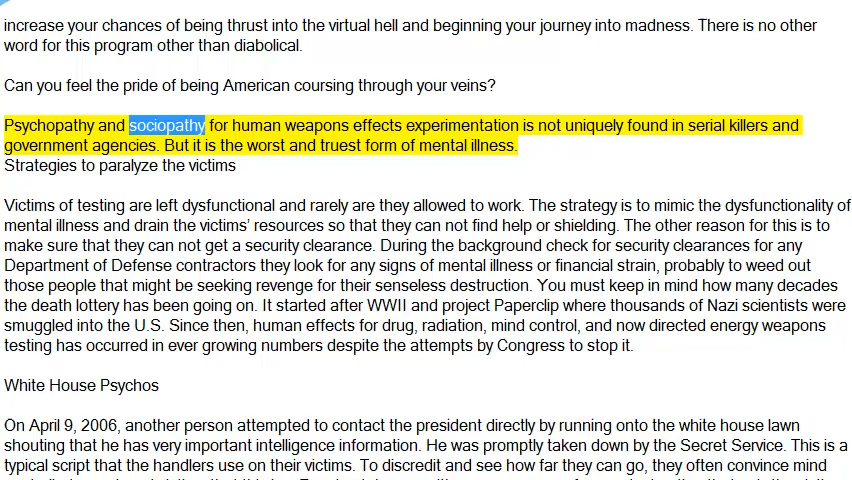 increase your chances of being thrust into the virtual hell and beginning your journey into madness. There is no other
word for this program other than diabolical.
Can you feel the pride of being American coursing through your veins?
Psychopathy and sociopathy for human weapons effects experimentation is not uniquely found in serial killers and
government agencies. But it is the worst and truest form of mental illness.
Strategies to paralyze the victims
Victims of testing are left dysfunctional and rarely are they allowed to work. The strategy is to mimic the dysfunctionality of
mental illness and drain the victims’ resources so that they can not find help or shielding. The other reason for this is to
make sure that they can not get a security clearance. During the background check for security clearances for any
Department of Defense contractors they look for any signs of mental illness or financial strain, probably to weed out
those people that might be seeking revenge for their senseless destruction. You must keep in mind how many decades
the death lottery has been going on. It started after WWII and project Paperclip where thousands of Nazi scientists were
smuggled into the U.S. Since then, human effects for drug, radiation, mind control, and now directed energy weapons
testing has occurred in ever growing numbers despite the attempts by Congress to stop it.
White House Psychos
On April 9, 2006, another person attempted to contact the president directly by running onto the white house lawn
shouting that he has very important intelligence information. He was promptly taken down by the Secret Service. This is a
typical script that the handlers use on their victims. To discredit and see how far they can go, they often convince mind